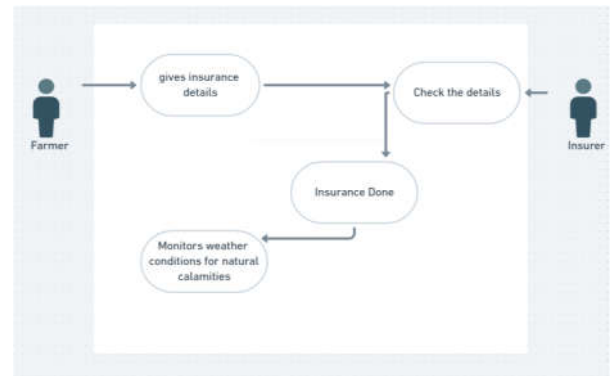 gives insurance
details
Check the details
Farmer
Insurer
Insurance Done
Monitors weather
conditions for natural
calamities